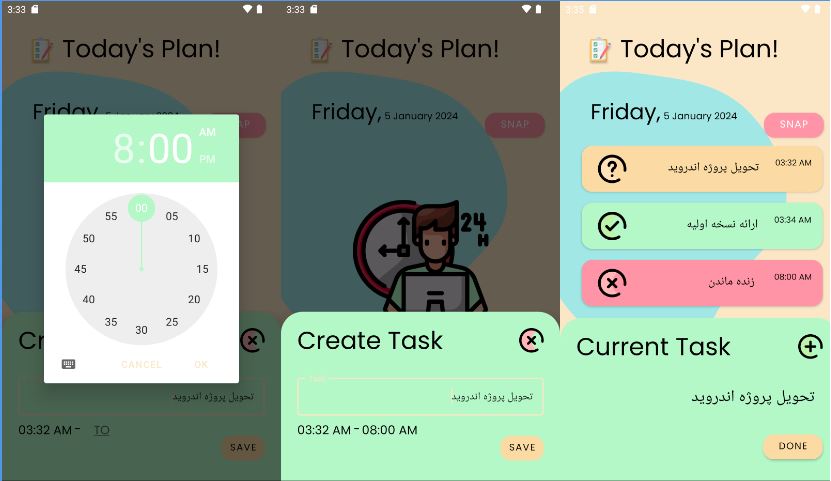 3:33
Today's Plan!
Friday, 5 January 2024
8:00
AM
PM
00
05
10
15
20
25
30
35
40
45
50
55
CANCEL
OK
تحویل پروژه اندروید
03:32 AM - TO
SAVE
3:33
Today's Plan!
Friday, 5 January 2024
SNAP
24
H
Create Task
Task
تحویل پروژه اندروید
03:32 AM - 08:00 AM
SAVE
3:35
Today's Plan!
Friday, 5 January 2024
SNAP
تحویل پروژه اندروید
03:32 AM
ارائه نسخه اولیه
03:34 AM
زنده ماندن
08:00 AM
Current Task
تحویل پروژه اندروید
DONE